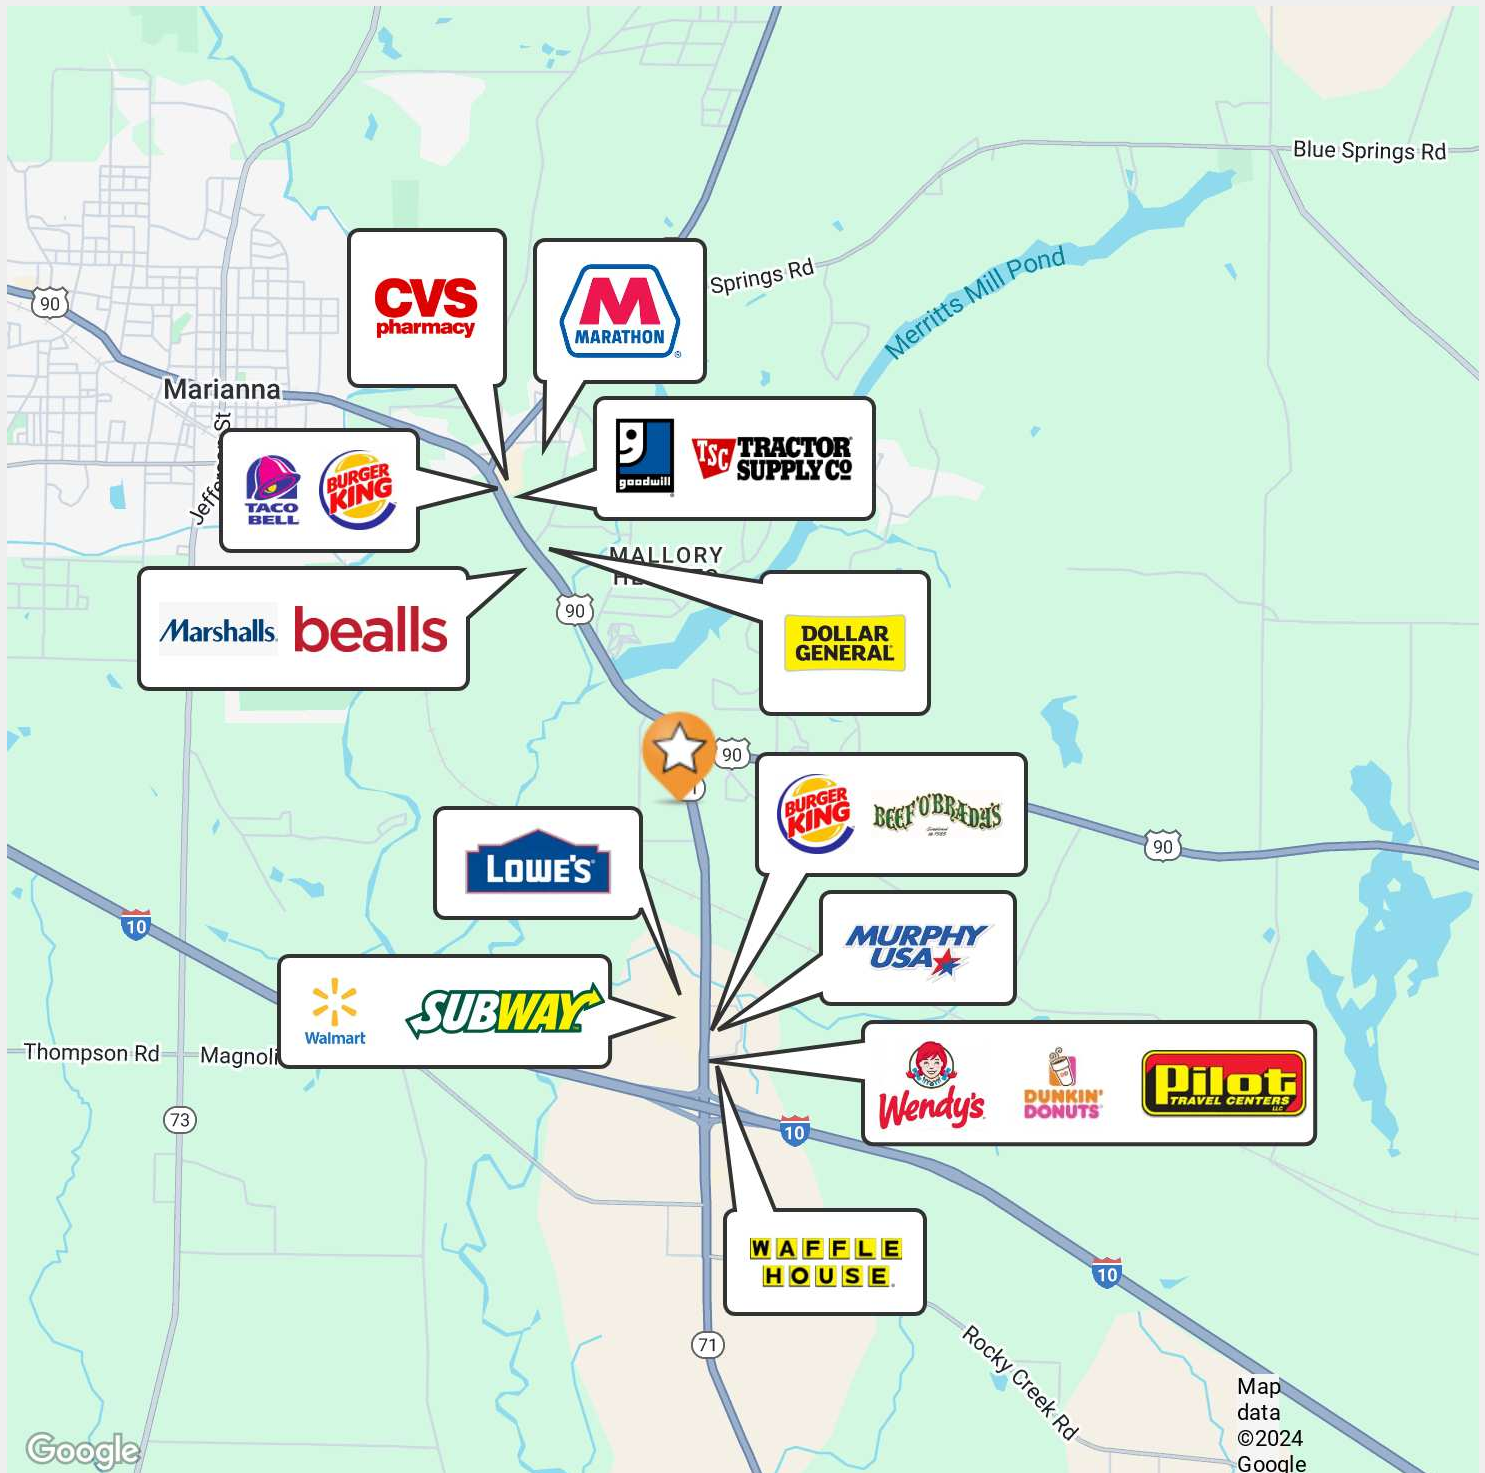 Blue Springs Rd
Springs Rd
Merritts Mill Pond
CVS
pharmacy
M
MARATHON
®
90
Marianna
TSC TRACTOR
SUPPLY CO
goodwill
TACO
BELL
BURGER
KING
MALLORY
Marshalls bealls
90
DOLLAR
GENERAL
90
BURGER
KING
BEEF 'O' BRADY'S
90
LOWE'S
10
MURPHY
USA
Walmart
SUBWAY
Thompson Rd
Wendy's
DUNKIN'
DONUTS
Pilot
TRAVEL CENTERS
LLC
73
10
WAFFLE
HOUSE
10
71
Rocky Creek Rd
Map
data
©2024
Google
Google